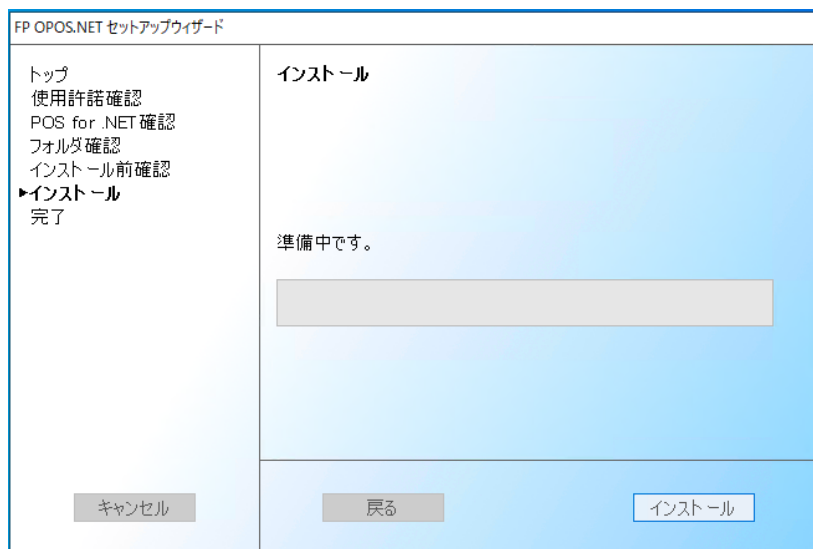 FP OPOS.NET セットアップウィザード
トップ
使用許諾確認
POS for .NET確認
フォルダ確認
インストール前確認
▶インストール
完了
インストール
準備中です。
キャンセル
戻る
インストール